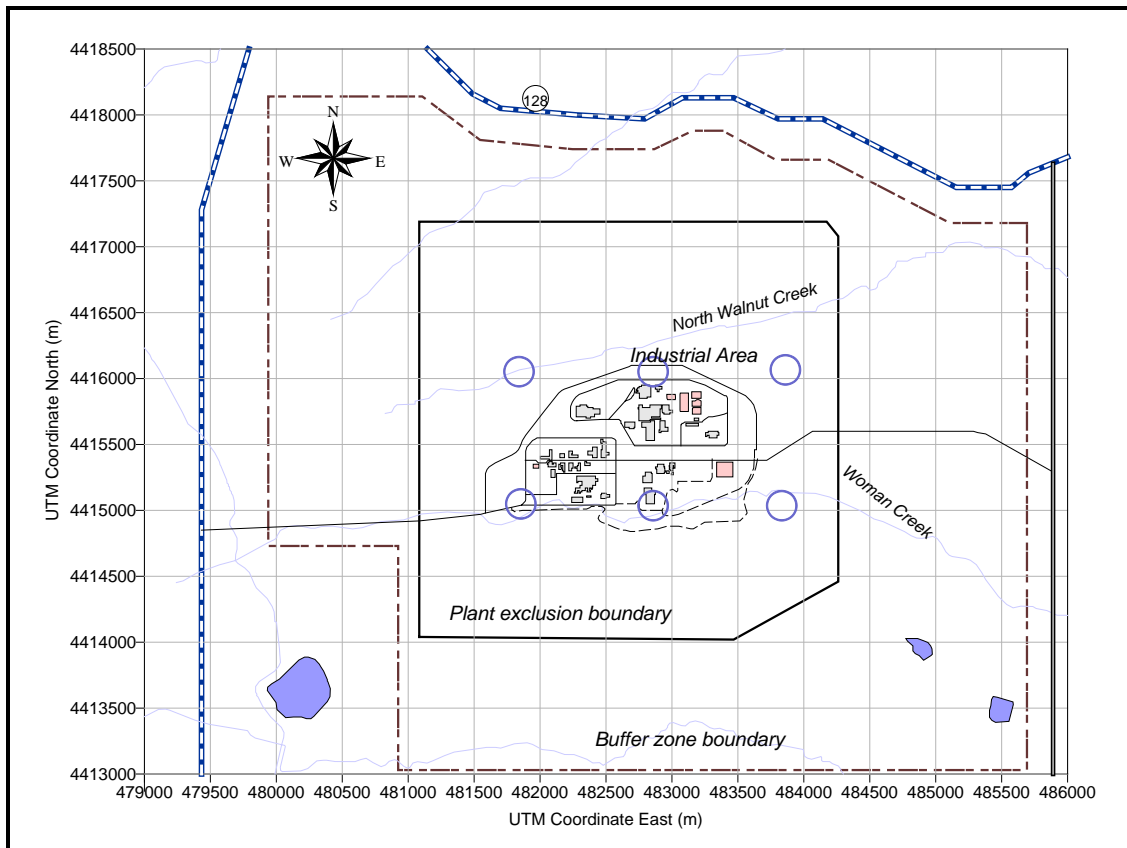 4418500
4418000
4417500
4417000
4416500
4416000
4415500
4415000
4414500
4414000
4413500
4413000
UTM Coordinate North (m)
128
N
W E
S
North Walnut Creek
Industrial Area
Woman Creek
Plant exclusion boundary
Buffer zone boundary
479000 479500 480000 480500 481000 481500 482000 482500 483000 483500 484000 484500 485000 485500 486000
UTM Coordinate East (m)